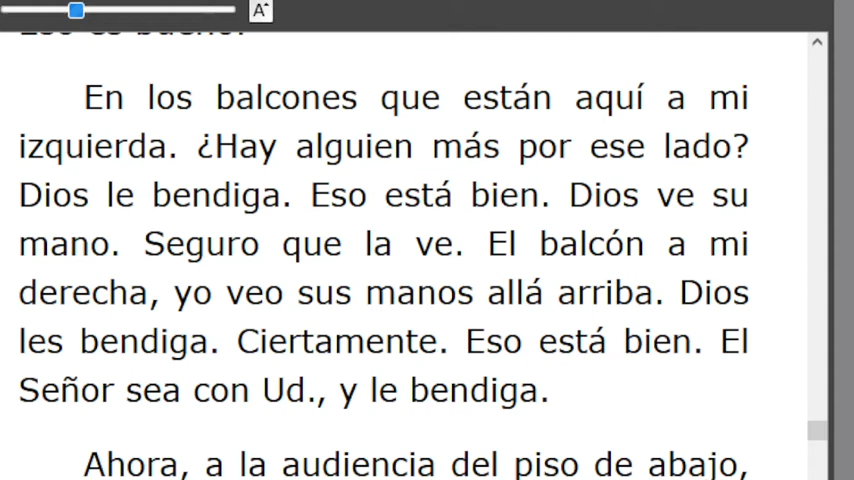 Eso es bueno.
En los balcones que están aquí a mi
izquierda. ¿Hay alguien más por ese lado?
Dios le bendiga. Eso está bien. Dios ve su
mano. Seguro que la ve. El balcón a mi
derecha, yo veo sus manos allá arriba. Dios
les bendiga. Ciertamente. Eso está bien. El
Señor sea con Ud., y le bendiga.
Ahora, a la audiencia del piso de abajo,